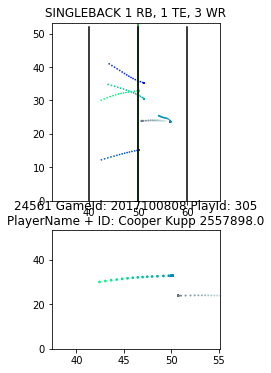 SINGLEBACK 1 RB, 1 TE, 3 WR
50
40
30
20
10
0
40 50 60
24561 GameId: 2017100808 PlayId: 305
PlayerName + ID: Cooper Kupp 2557898.0
40
20
0
40 45 50 55